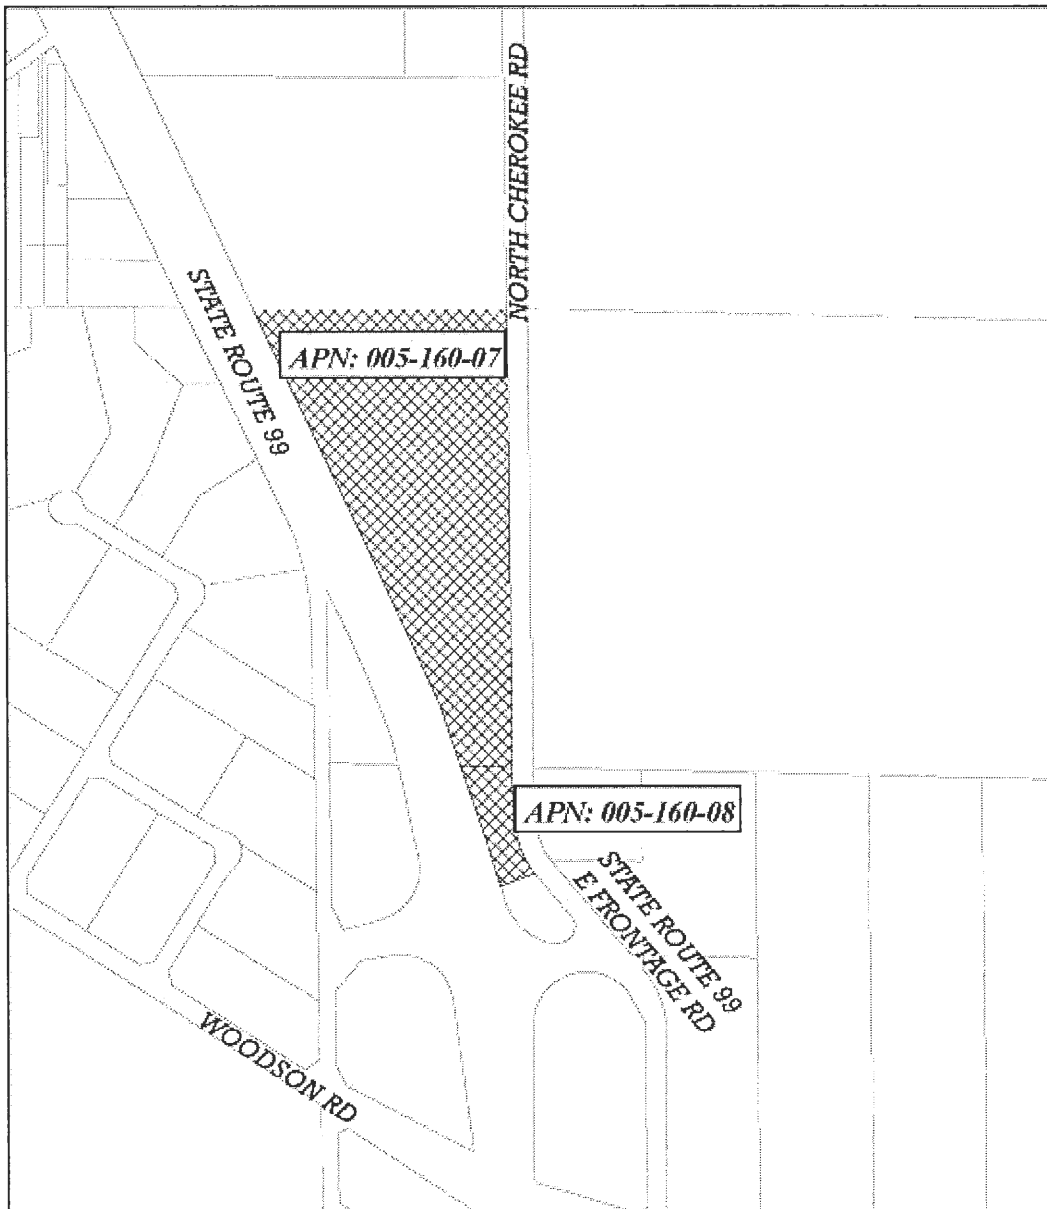 NORTH CHEROKEE RD
STATE ROUTE 99
APN: 005-160-07
APN: 005-160-08
STATE ROUTE 99
E FRONTAGE RD
WOODSON RD